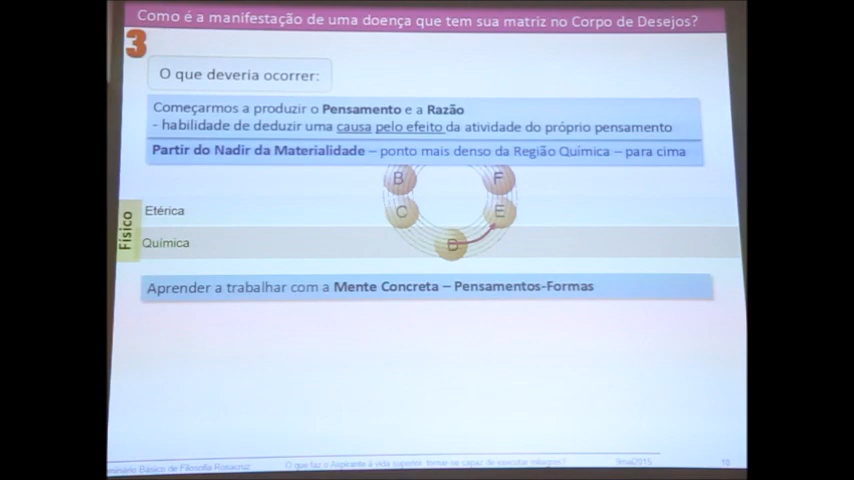 Como é a manifestação de uma doença que tem sua matriz no Corpo de Desejos?
3
O que deveria ocorrer:
Começarmos a produzir o Pensamento e a Razão
- habilidade de deduzir uma causa pelo efeito da atividade do próprio pensamento
Partir do Nadir da Materialidade – ponto mais denso da Região Química – para cima
B F
Etérica C E
Físico
Química D
Aprender a trabalhar com a Mente Concreta – Pensamentos-Formas
Básico de Filosofia Rosacruz O que faz o Aspirante à vida superior tornar-se capaz de executar milagres? 9mai2015 10